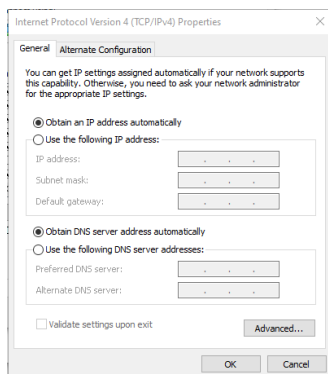 Internet Protocol Version 4 (TCP/IPv4) Properties
General Alternate Configuration
You can get IP settings assigned automatically if your network supports
this capability. Otherwise, you need to ask your network administrator
for the appropriate IP settings.
Obtain an IP address automatically
Use the following IP address:
IP address:
Subnet mask:
Default gateway:
Obtain DNS server address automatically
Use the following DNS server addresses:
Preferred DNS server:
Alternate DNS server:
Validate settings upon exit
Advanced...
OK Cancel